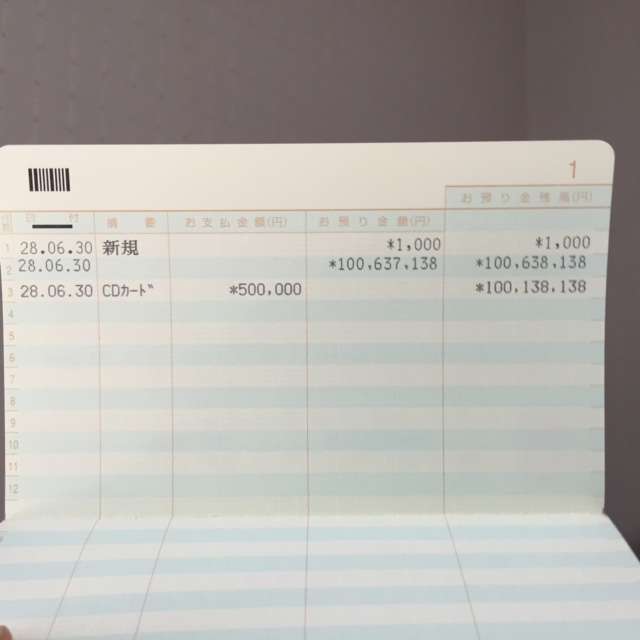 1
お預り金残高(円)
日 付 摘 要 お支払金額(円) お預り金額(円)
1 28.06.30 新規 *1,000 *1,000
2 28.06.30 *100,637,138 *100,638,138
3 28.06.30 CDカード *500,000 *100,138,138
4
5
6
7
8
9
10
11
12